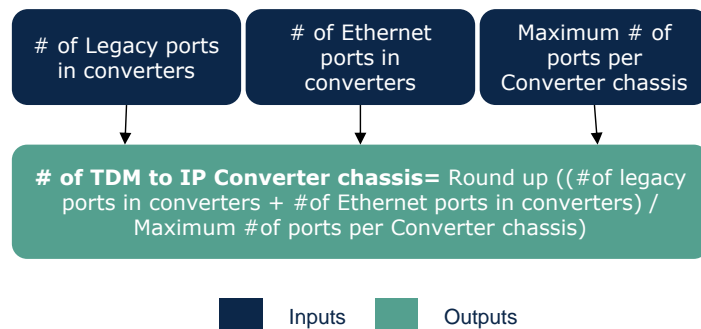 # of Legacy ports
in converters
# of Ethernet
ports in
converters
Maximum # of
ports per
Converter chassis
# of TDM to IP Converter chassis= Round up ((#of legacy
ports in converters + #of Ethernet ports in converters) /
Maximum #of ports per Converter chassis)
Inputs
Outputs